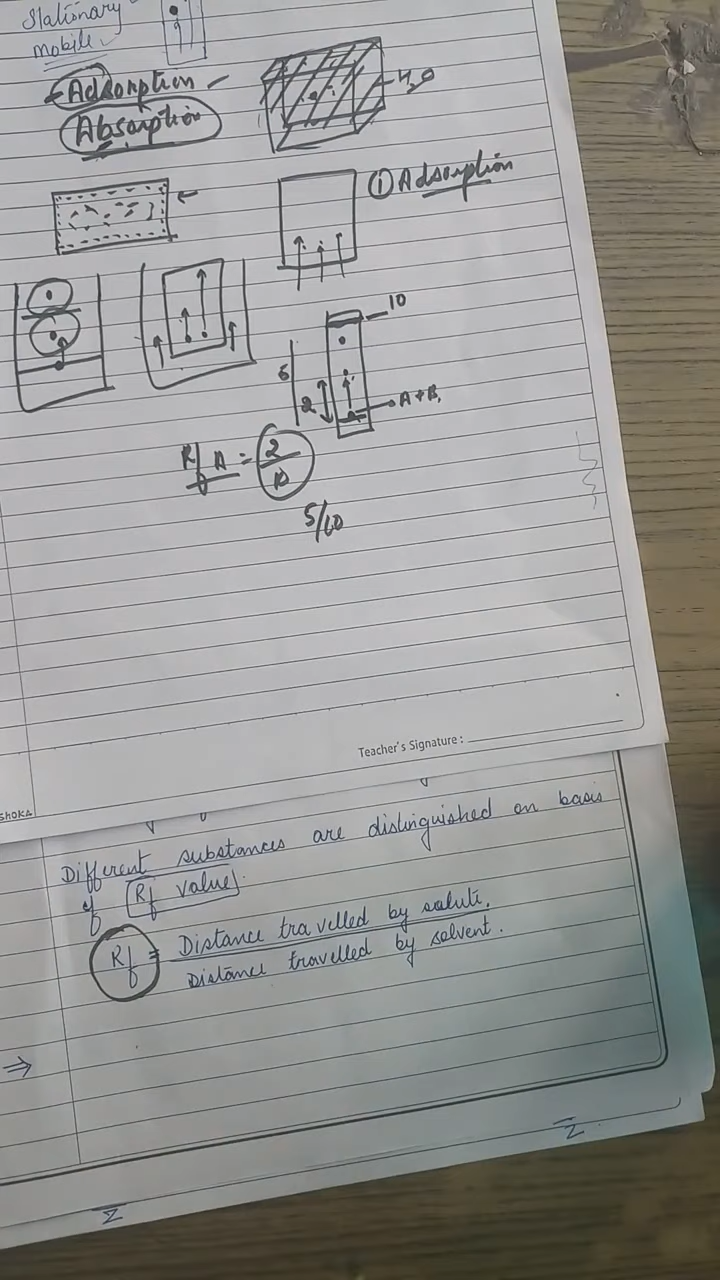 Stationary
mobile
Adsorption
Absorption
H2O
① Adsorption
10
6
2
A + B,
Rf A = 2/10
5/10
Teacher's Signature :
SHOKA
Different substances are distinguished on basis
of Rf value.
Rf = Distance travelled by solute.
Distance travelled by solvent.
⇒